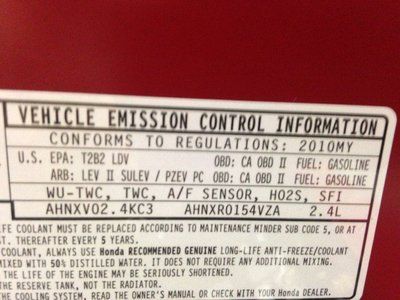 VEHICLE EMISSION CONTROL INFORMATION
CONFORMS TO REGULATIONS: 2010MY
U.S. EPA: T2B2 LDV OBD: CA OBD II FUEL: GASOLINE
ARB: LEV II SULEV / PZEV PC OBD: CA OBD II FUEL: GASOLINE
WU-TWC, TWC, A/F SENSOR, HO2S, SFI
AHNXV02.4KC3 AHNXR0154VZA 2.4L
FE COOLANT MUST BE REPLACED ACCORDING TO MAINTENANCE MINDER SUB CODE 5, OR AT
ST. THEREAFTER EVERY 5 YEARS.
COOLANT, ALWAYS USE Honda RECOMMENDED GENUINE LONG-LIFE ANTI-FREEZE/COOLANT
MIXED WITH 50% DISTILLED WATER. IT DOES NOT REQUIRE ANY ADDITIONAL MIXING.
THE LIFE OF THE ENGINE MAY BE SERIOUSLY SHORTENED.
THE RESERVE TANK, NOT THE RADIATOR.
THE COOLING SYSTEM, READ THE OWNER'S MANUAL OR CHECK WITH YOUR Honda DEALER.